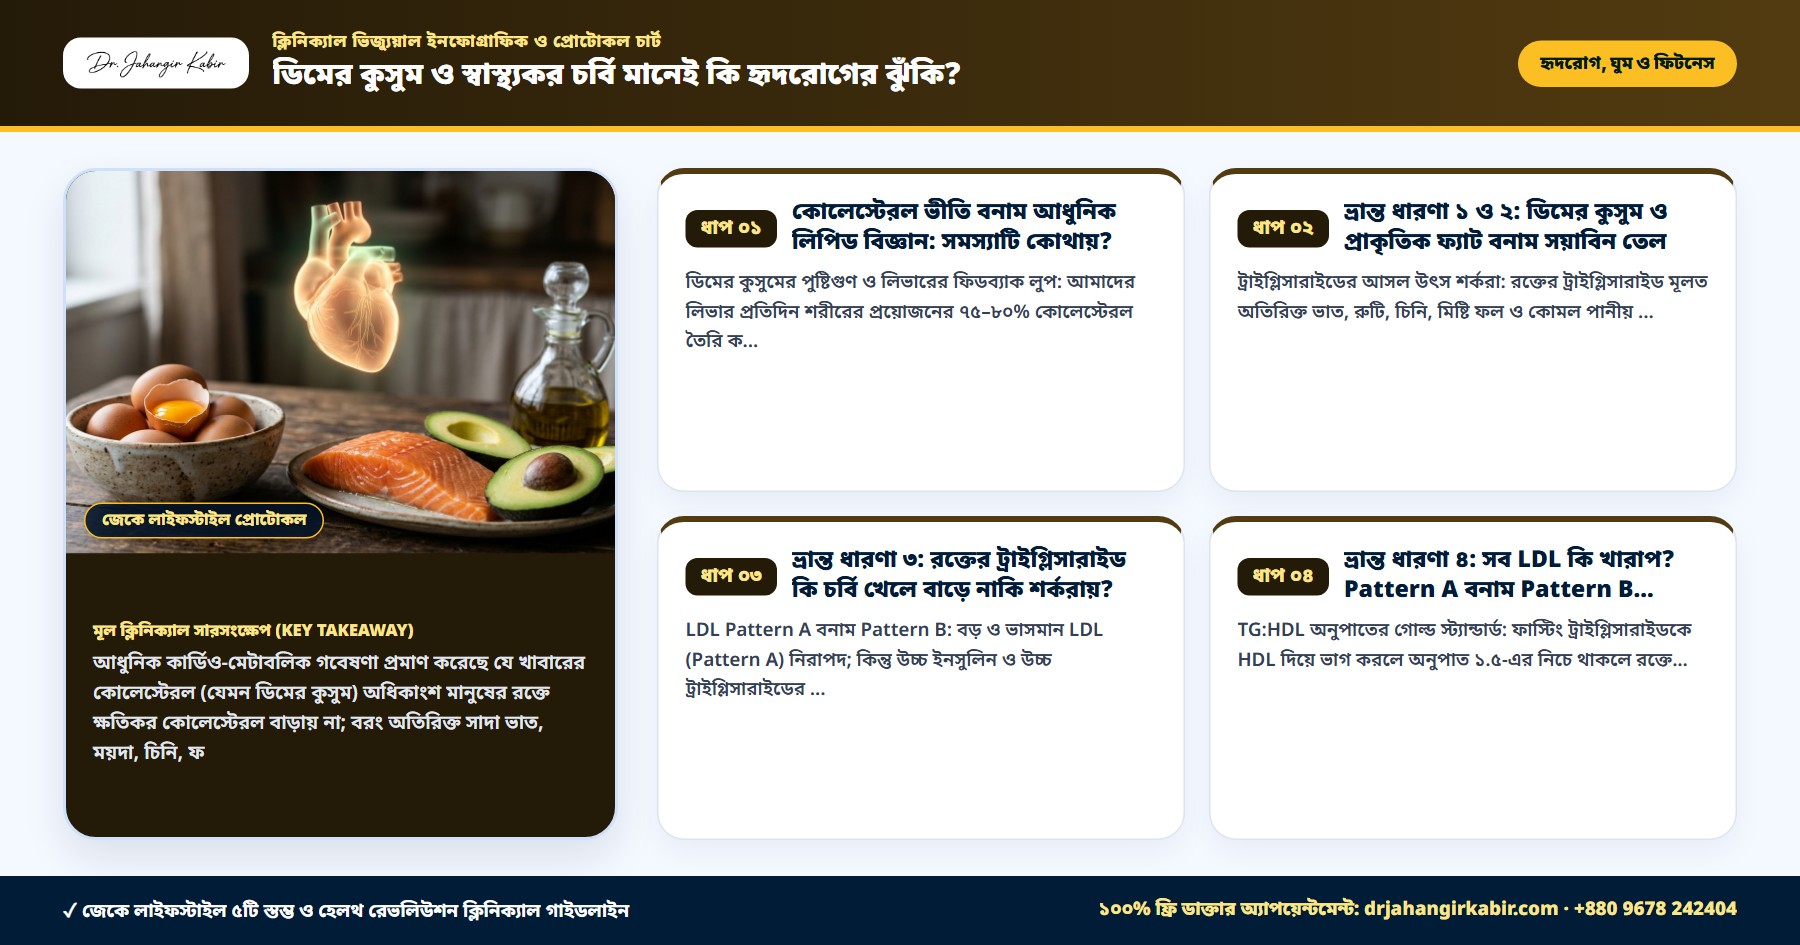 Dr. Jahangir Kabir
ক্লিনিক্যাল ভিজ্যুয়াল ইনফোগ্রাফিক ও প্রোটোকল চার্ট
ডিমের কুসুম ও স্বাস্থ্যকর চর্বি মানেই কি হৃদরোগের ঝুঁকি?
হৃদরোগ, ঘুম ও ফিটনেস
জেকে লাইফস্টাইল প্রোটোকল
মূল ক্লিনিক্যাল সারসংক্ষেপ (KEY TAKEAWAY)
আধুনিক কার্ডিও-মেটাবলিক গবেষণা প্রমাণ করেছে যে খাবারের
কোলেস্টেরল (যেমন ডিমের কুসুম) অধিকাংশ মানুষের রক্তে
ক্ষতিকর কোলেস্টেরল বাড়ায় না; বরং অতিরিক্ত সাদা ভাত,
ময়দা, চিনি, ফ
ধাপ ০১
কোলেস্টেরল ভীতি বনাম আধুনিক
লিপিড বিজ্ঞান: সমস্যাটি কোথায়?
ডিমের কুসুমের পুষ্টিগুণ ও লিভারের ফিডব্যাক লুপ: আমাদের
লিভার প্রতিদিন শরীরের প্রয়োজনের ৭৫–৮০% কোলেস্টেরল
তৈরি ক...
ধাপ ০২
ভ্রান্ত ধারণা ১ ও ২: ডিমের কুসুম ও
প্রাকৃতিক ফ্যাট বনাম সয়াবিন তেল
ট্রাইগ্লিসারাইডের আসল উৎস শর্করা: রক্তের ট্রাইগ্লিসারাইড মূলত
অতিরিক্ত ভাত, রুটি, চিনি, মিষ্টি ফল ও কোমল পানীয় ...
ধাপ ০৩
ভ্রান্ত ধারণা ৩: রক্তের ট্রাইগ্লিসারাইড
কি চর্বি খেলে বাড়ে নাকি শর্করায়?
LDL Pattern A বনাম Pattern B: বড় ও ভাসমান LDL
(Pattern A) নিরাপদ; কিন্তু উচ্চ ইনসুলিন ও উচ্চ
ট্রাইগ্লিসারাইডের ...
ধাপ ০৪
ভ্রান্ত ধারণা ৪: সব LDL কি খারাপ?
Pattern A বনাম Pattern B...
TG:HDL অনুপাতের গোল্ড স্ট্যান্ডার্ড: ফাস্টিং ট্রাইগ্লিসারাইডকে
HDL দিয়ে ভাগ করলে অনুপাত ১.৫-এর নিচে থাকলে রক্তে...
✓ জেকে লাইফস্টাইল ৫টি স্তম্ভ ও হেলথ রেভলিউশন ক্লিনিক্যাল গাইডলাইন
১০০% ফ্রি ডাক্তার অ্যাপয়েন্টমেন্ট: drjahangirkabir.com · +880 9678 242404